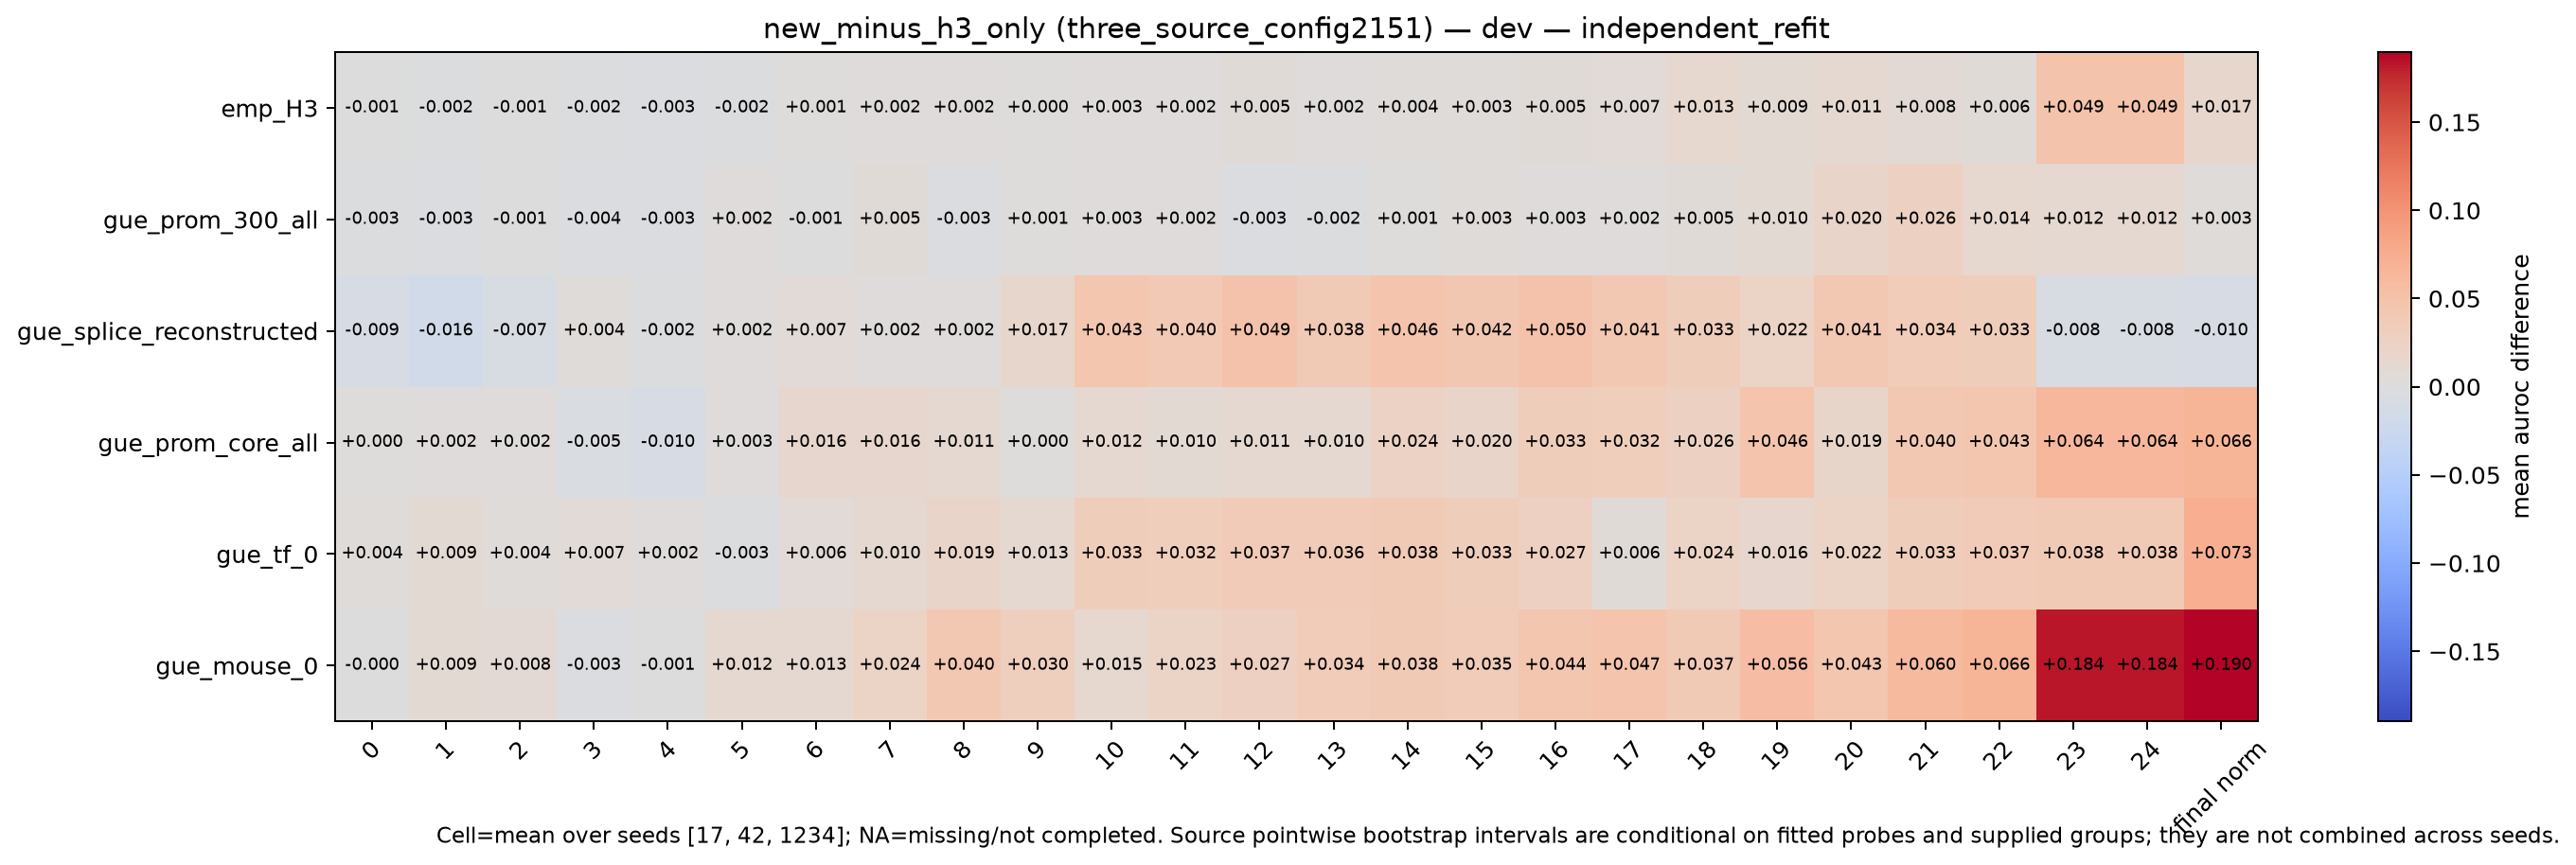 new_minus_h3_only (three_source_config2151) — dev — independent_refit
emp_H3 -0.001 -0.002 -0.001 -0.002 -0.003 -0.002 +0.001 +0.002 +0.002 +0.000 +0.003 +0.002 +0.005 +0.002 +0.004 +0.003 +0.005 +0.007 +0.013 +0.009 +0.011 +0.008 +0.006 +0.049 +0.049 +0.017
gue_prom_300_all -0.003 -0.003 -0.001 -0.004 -0.003 +0.002 -0.001 +0.005 -0.003 +0.001 +0.003 +0.002 -0.003 -0.002 +0.001 +0.003 +0.003 +0.002 +0.005 +0.010 +0.020 +0.026 +0.014 +0.012 +0.012 +0.003
gue_splice_reconstructed -0.009 -0.016 -0.007 +0.004 -0.002 +0.002 +0.007 +0.002 +0.002 +0.017 +0.043 +0.040 +0.049 +0.038 +0.046 +0.042 +0.050 +0.041 +0.033 +0.022 +0.041 +0.034 +0.033 -0.008 -0.008 -0.010
gue_prom_core_all +0.000 +0.002 +0.002 -0.005 -0.010 +0.003 +0.016 +0.016 +0.011 +0.000 +0.012 +0.010 +0.011 +0.010 +0.024 +0.020 +0.033 +0.032 +0.026 +0.046 +0.019 +0.040 +0.043 +0.064 +0.064 +0.066
gue_tf_0 +0.004 +0.009 +0.004 +0.007 +0.002 -0.003 +0.006 +0.010 +0.019 +0.013 +0.033 +0.032 +0.037 +0.036 +0.038 +0.033 +0.027 +0.006 +0.024 +0.016 +0.022 +0.033 +0.037 +0.038 +0.038 +0.073
gue_mouse_0 -0.000 +0.009 +0.008 -0.003 -0.001 +0.012 +0.013 +0.024 +0.040 +0.030 +0.015 +0.023 +0.027 +0.034 +0.038 +0.035 +0.044 +0.047 +0.037 +0.056 +0.043 +0.060 +0.066 +0.184 +0.184 +0.190
0 1 2 3 4 5 6 7 8 9 10 11 12 13 14 15 16 17 18 19 20 21 22 23 24 final norm
0.15
0.10
0.05
0.00
−0.05
−0.10
−0.15
mean auroc difference
Cell=mean over seeds [17, 42, 1234]; NA=missing/not completed. Source pointwise bootstrap intervals are conditional on fitted probes and supplied groups; they are not combined across seeds.